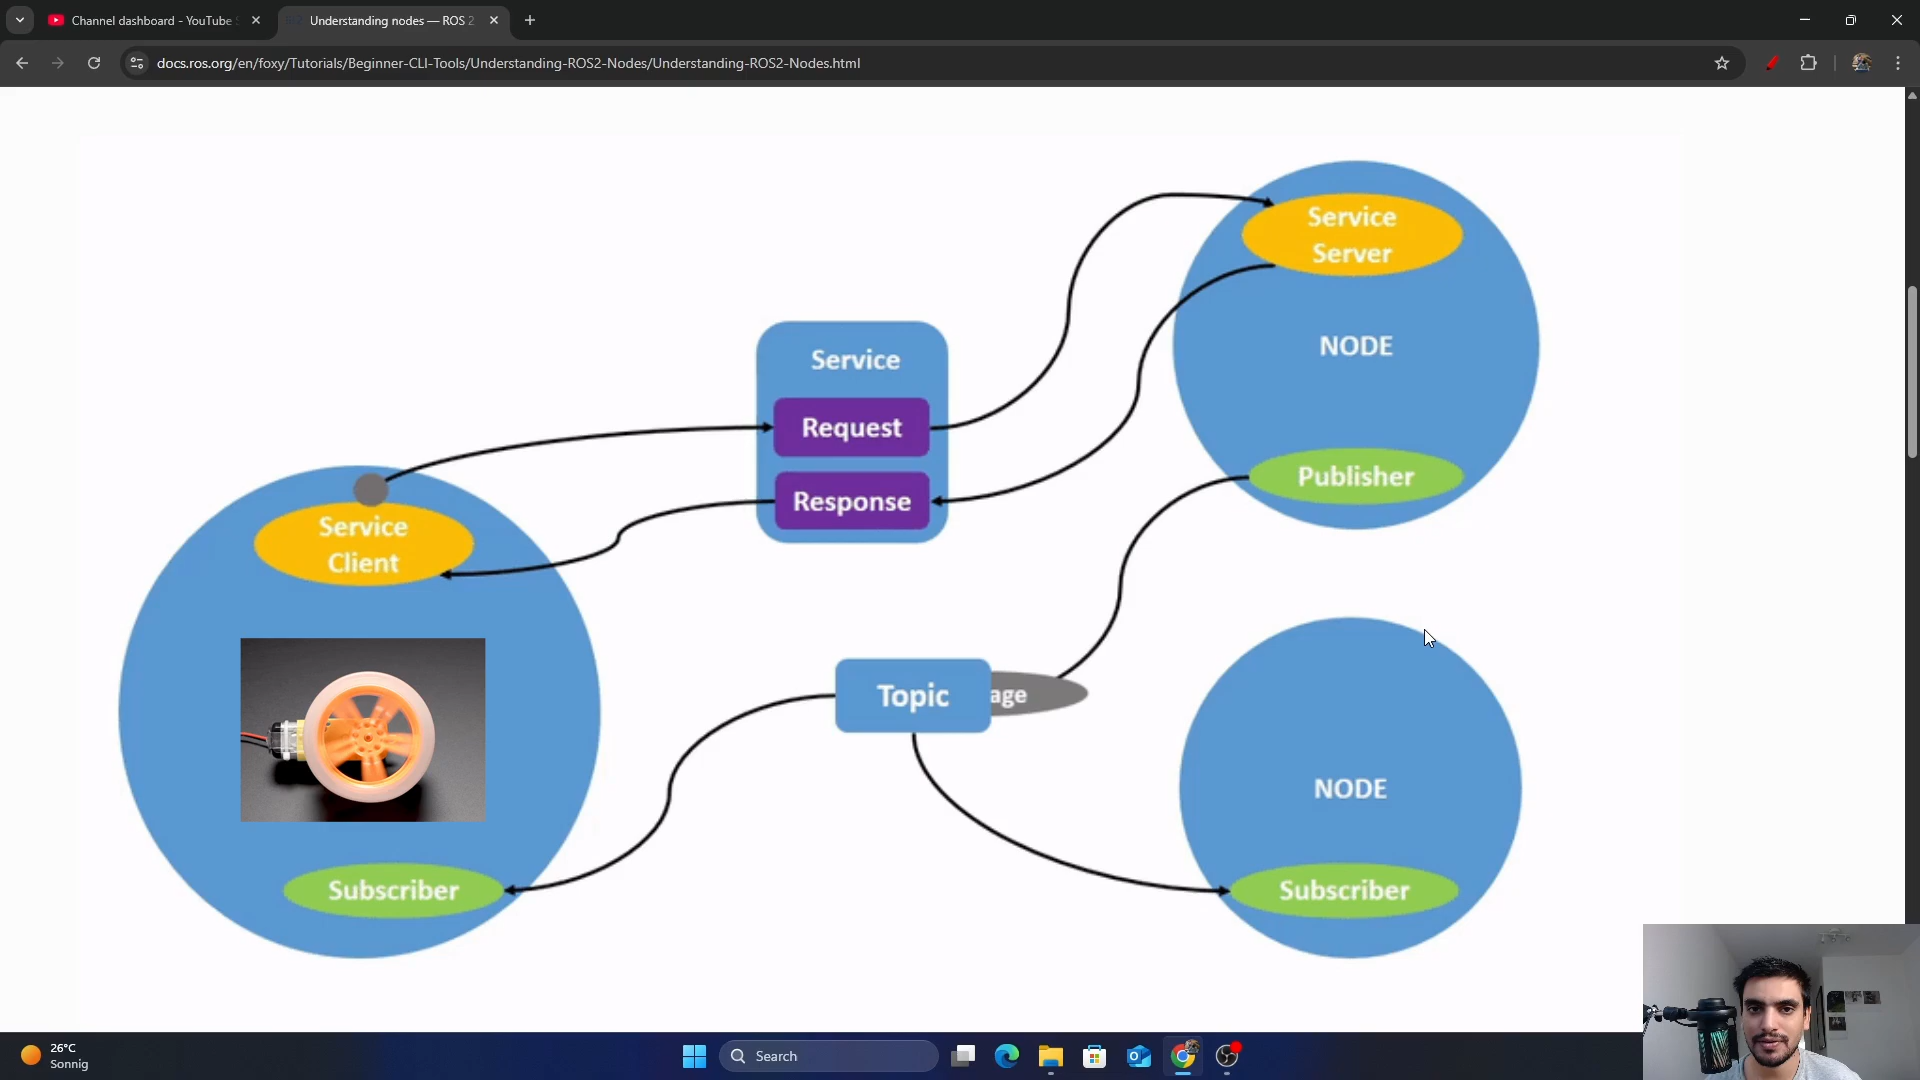 Channel dashboard - YouTube
Understanding nodes — ROS 2
docs.ros.org/en/foxy/Tutorials/Beginner-CLI-Tools/Understanding-ROS2-Nodes/Understanding-ROS2-Nodes.html
Service
Server
NODE
Publisher
Service
Request
Response
Service
Client
Topic
age
NODE
Subscriber
Subscriber
26°C
Sonnig
Search